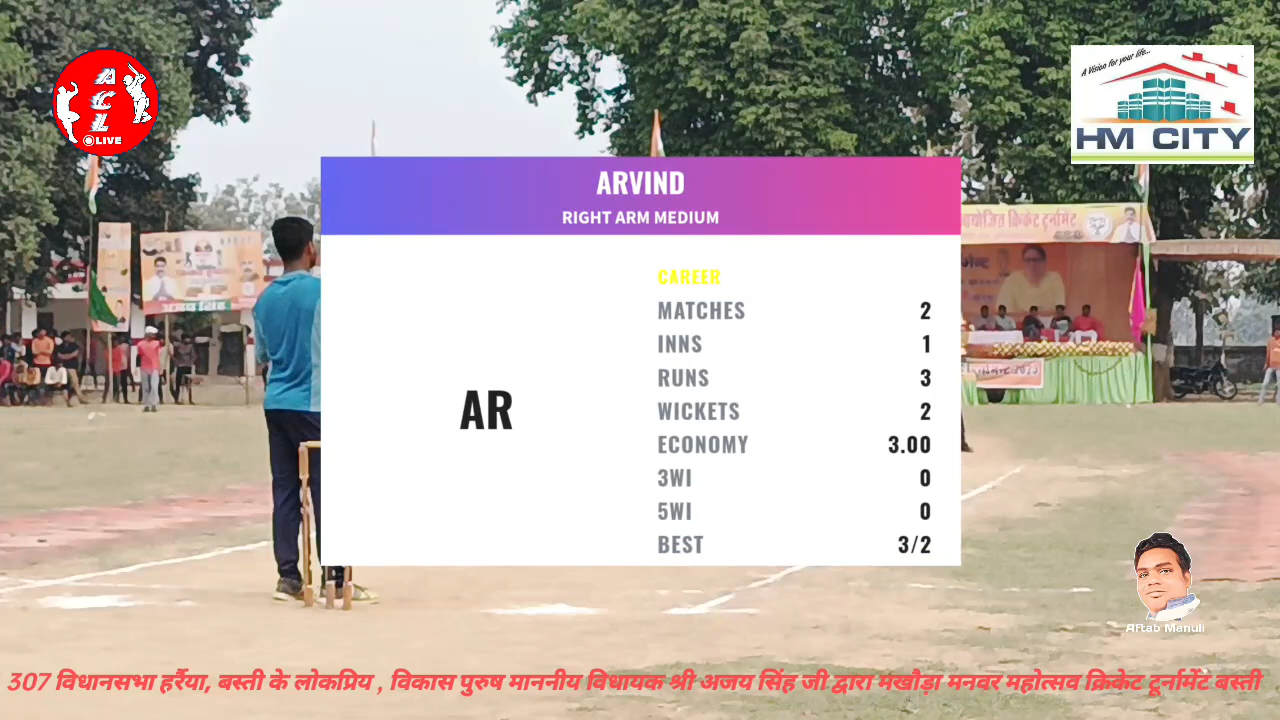 A
C
L
LIVE
A Vision for your life...
HM CITY
ARVIND
RIGHT ARM MEDIUM
AR
CAREER
MATCHES 2
INNS 1
RUNS 3
WICKETS 2
ECONOMY 3.00
3WI 0
5WI 0
BEST 3/2
क्रिकेट टूर्नामेंट
Aftab Manuli
307 विधानसभा हर्रैया, बस्ती के लोकप्रिय , विकास पुरुष माननीय विधायक श्री अजय सिंह जी द्वारा मखौड़ा मनवर महोत्सव क्रिकेट टूर्नामेंट बस्ती